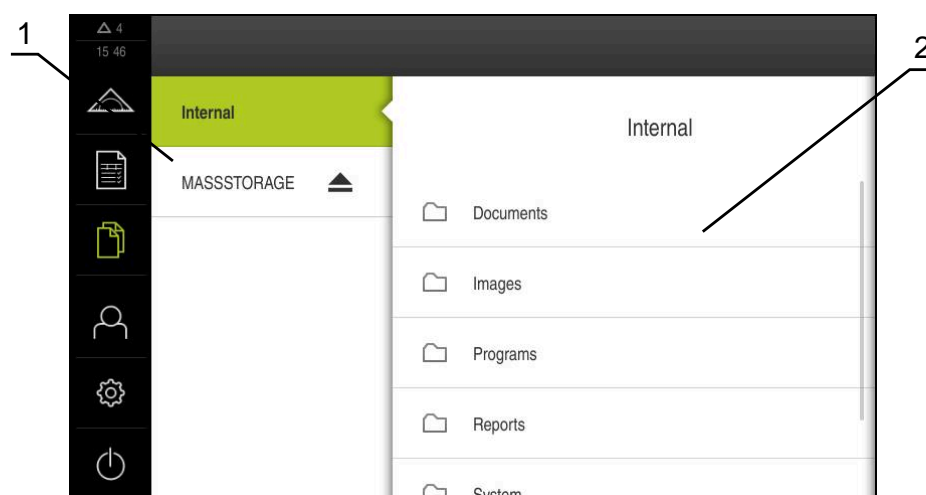 1
2
4
15 46
Internal
MASSSTORAGE
Internal
Documents
Images
Programs
Reports
System